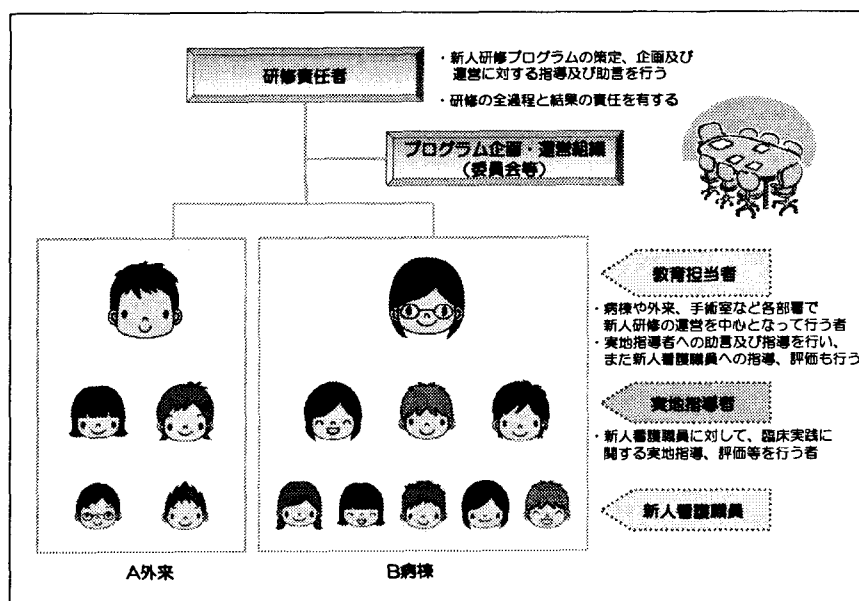 研修責任者
・新人研修プログラムの策定、企画及び
運営に対する指導及び助言を行う
・研修の全過程と結果の責任を有する
プログラム企画・運営組織
(委員会等)
教育担当者
・病棟や外来、手術室など各部署で
新人研修の運営を中心となって行う者
・実地指導者への助言及び指導を行い、
また新人看護職員への指導、評価も行う
実地指導者
・新人看護職員に対して、臨床実践に
関する実地指導、評価等を行う者
新人看護職員
A外来
B病棟